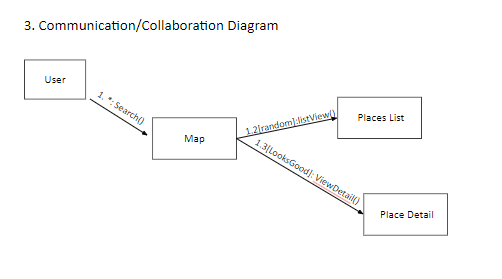 3. Communication/Collaboration Diagram
User
1. *: Search()
Map
1.2[random]:listView()
Places List
1.3[LooksGood]: ViewDetail()
Place Detail